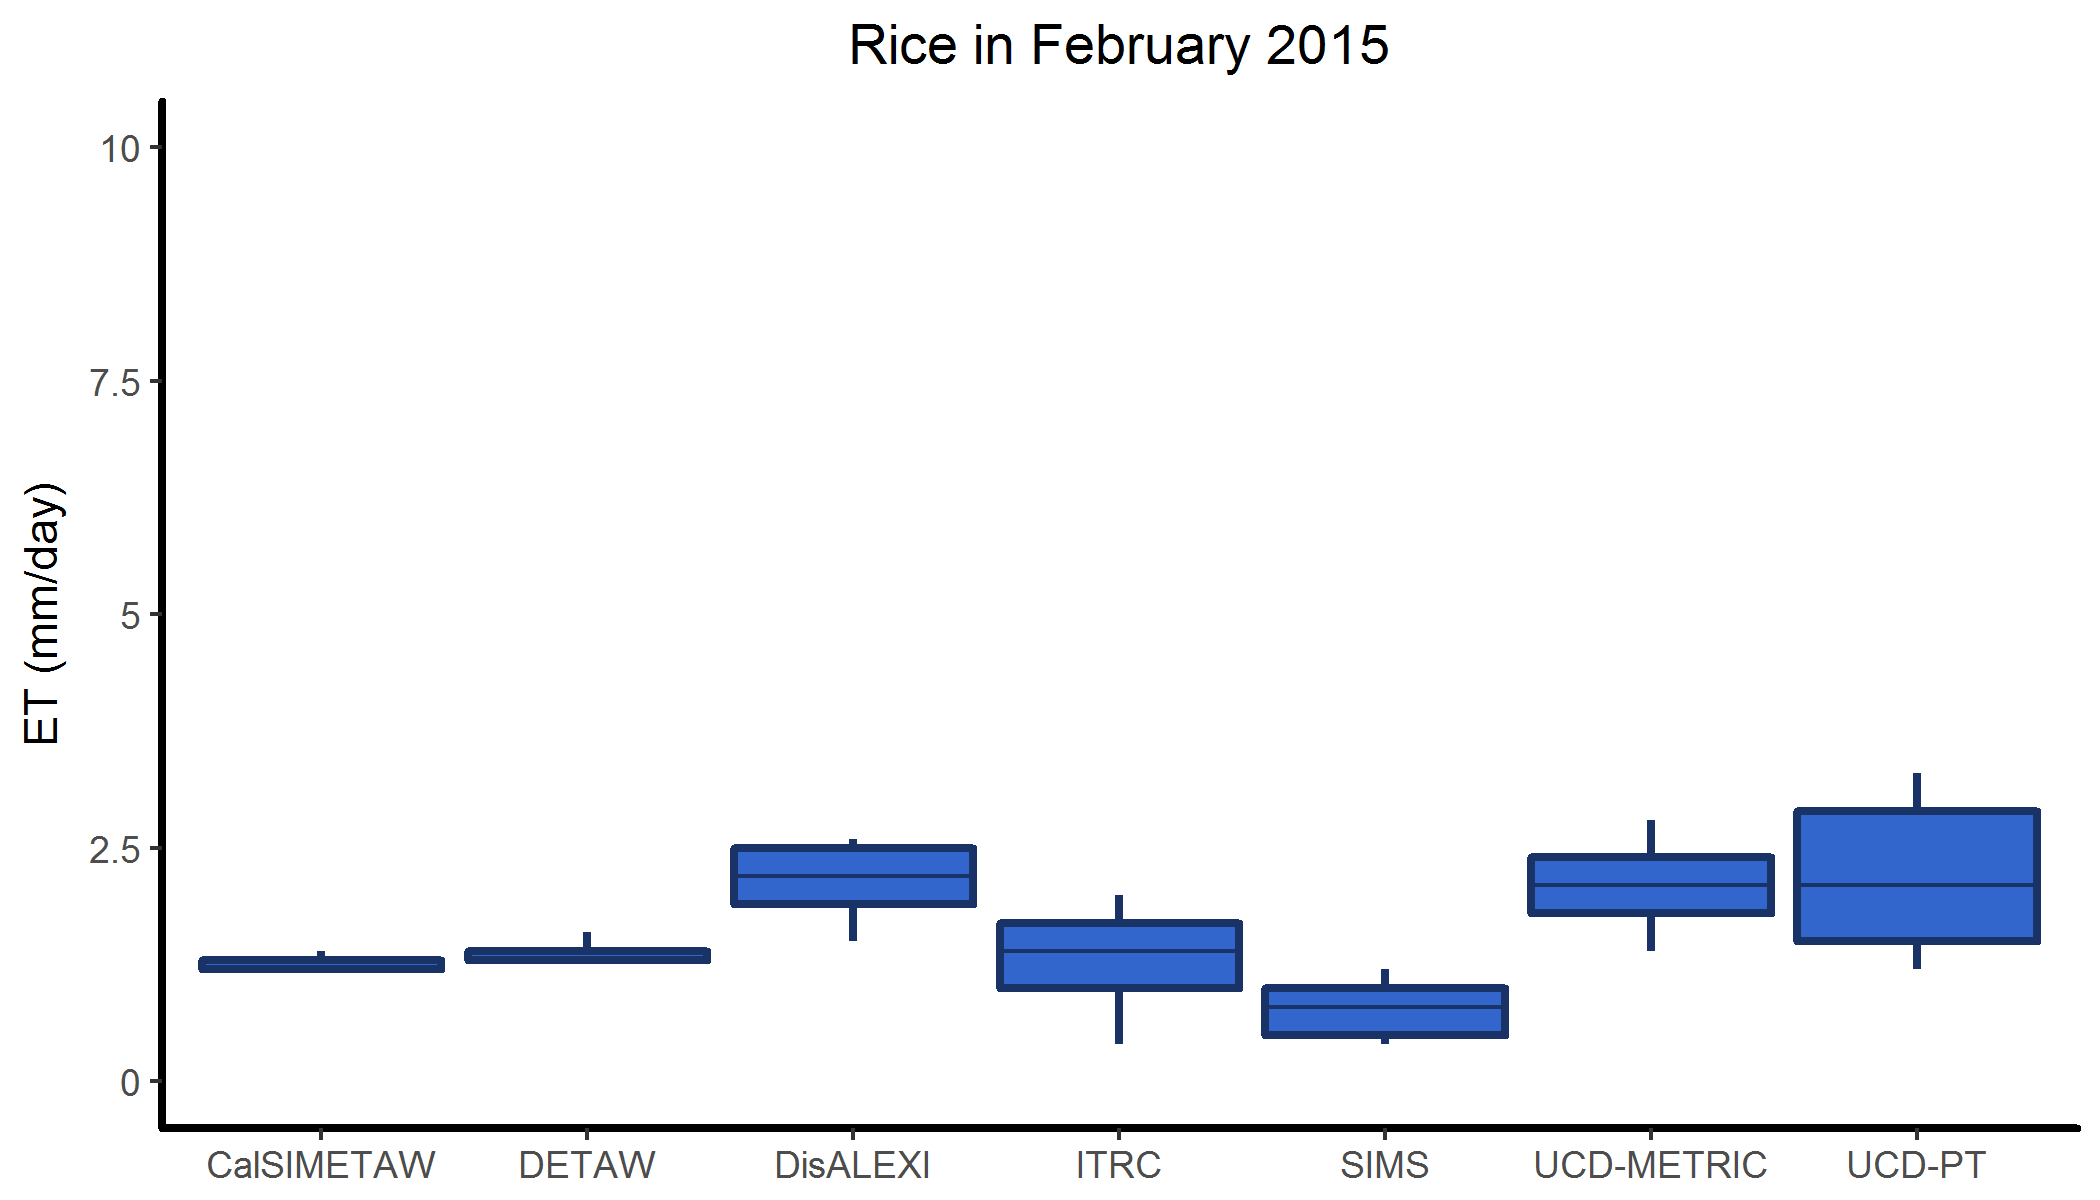 Rice in February 2015
10
7.5
5
2.5
0
ET (mm/day)
CalSIMETAW DETAW DisALEXI ITRC SIMS UCD-METRIC UCD-PT